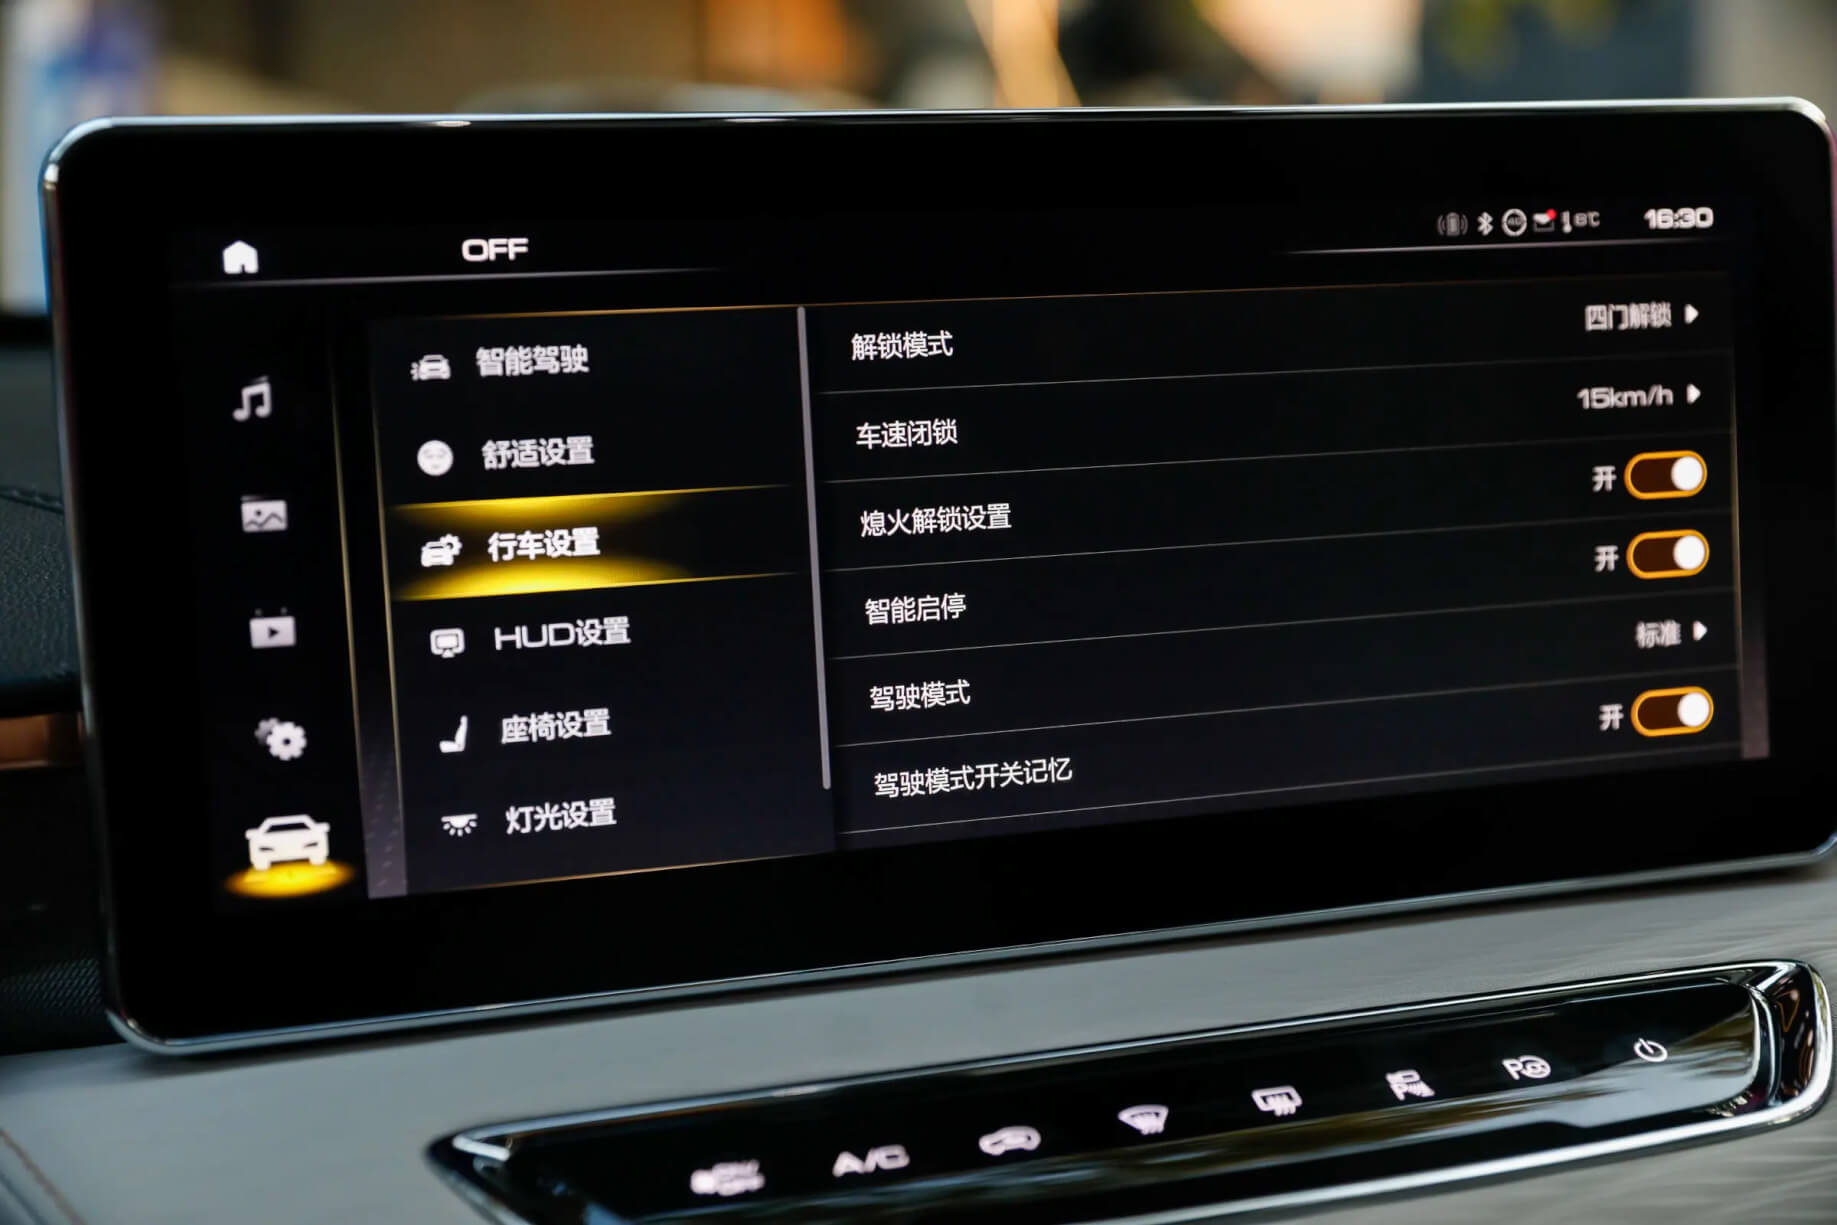 OFF
8℃
16:30
智能驾驶
舒适设置
行车设置
HUD设置
座椅设置
灯光设置
解锁模式
四门解锁
车速闭锁
15km/h
熄火解锁设置
开
智能启停
开
驾驶模式
标准
驾驶模式开关记忆
开
A/C